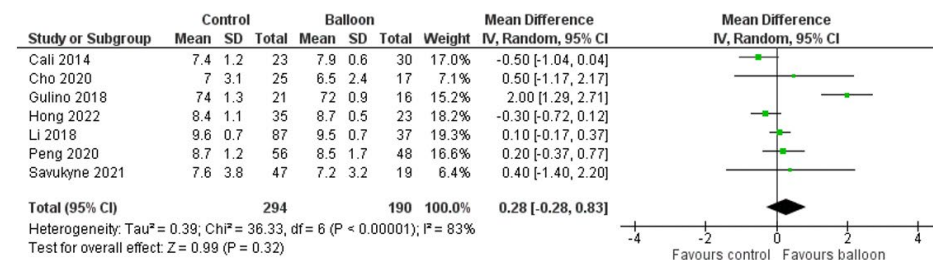 Control Balloon Mean Difference Mean Difference
Study or Subgroup Mean SD Total Mean SD Total Weight IV, Random, 95% CI IV, Random, 95% CI
Cali 2014 7.4 1.2 23 7.9 0.6 30 17.0% -0.50 [-1.04, 0.04]
Cho 2020 7 3.1 25 6.5 2.4 17 7.1% 0.50 [-1.17, 2.17]
Gulino 2018 74 1.3 21 72 0.9 16 15.2% 2.00 [1.29, 2.71]
Hong 2022 8.4 1.1 35 8.7 0.5 23 18.2% -0.30 [-0.72, 0.12]
Li 2018 9.6 0.7 87 9.5 0.7 37 19.3% 0.10 [-0.17, 0.37]
Peng 2020 8.7 1.2 56 8.5 1.7 48 16.6% 0.20 [-0.37, 0.77]
Savukyne 2021 7.6 3.8 47 7.2 3.2 19 6.4% 0.40 [-1.40, 2.20]
Total (95% CI) 294 190 100.0% 0.28 [-0.28, 0.83]
Heterogeneity: Tau² = 0.39; Chi² = 36.33, df = 6 (P < 0.00001); I² = 83%
Test for overall effect: Z = 0.99 (P = 0.32)
-4 -2 0 2 4
Favours control Favours balloon